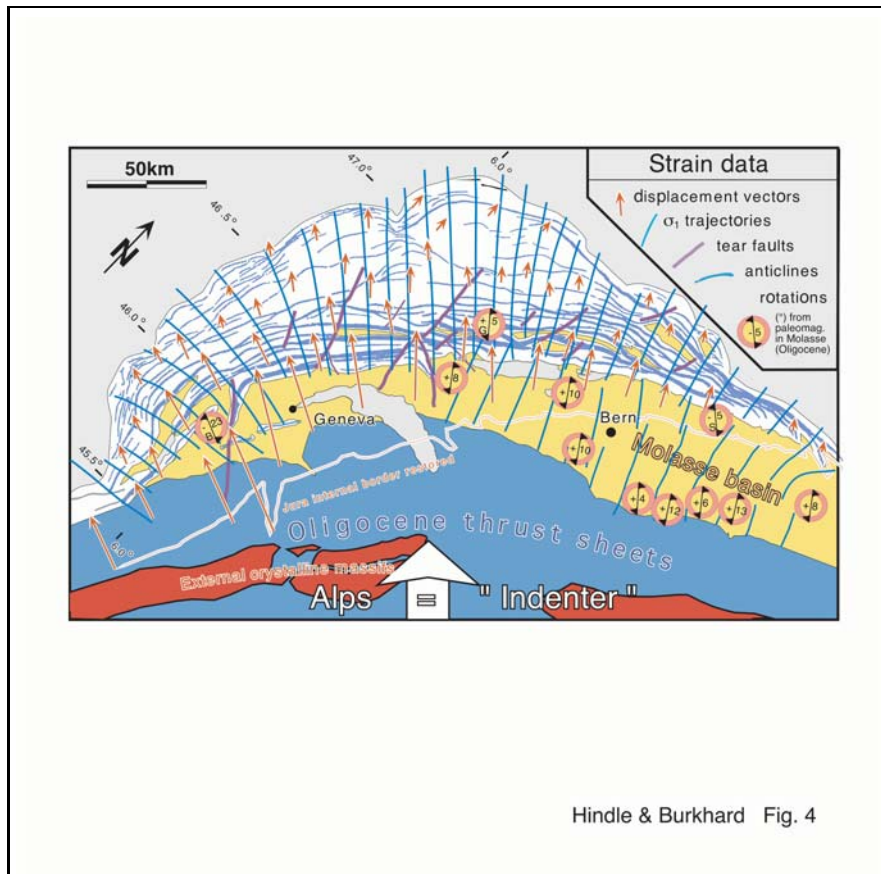 50km
N
45.5°
46.0
46.5°
47.0°
6.0°
6.0°
Strain data
displacement vectors
σ1 trajectories
tear faults
anticlines
rotations
- 5
(°) from
paleomag.
in Molasse
(Oligocene)
+ 5
G
+ 8
- 23
B
+ 10
+ 10
- 5
S
+ 4
+ 12
+ 6
+ 13
+ 8
Geneva
Bern
Molasse basin
Jura internal border restored
Oligocene thrust sheets
External crystalline massifs
Alps = "Indenter"
Hindle & Burkhard Fig. 4